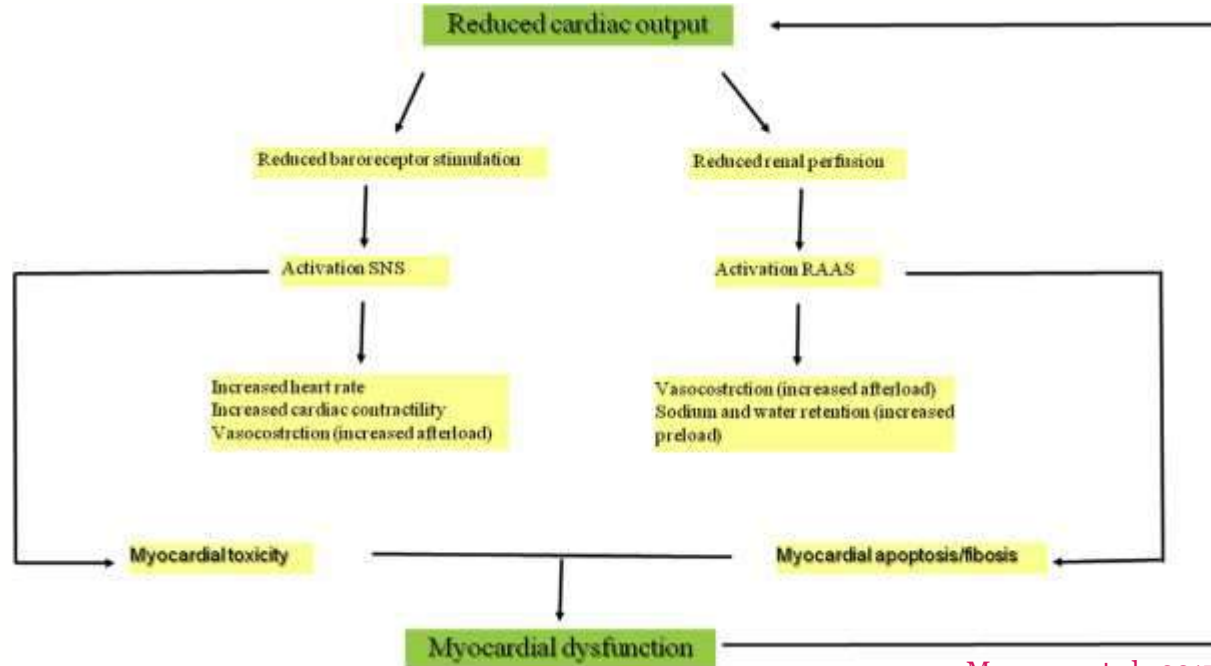 Reduced cardiac output
Reduced baroreceptor stimulation
Reduced renal perfusion
Activation SNS
Activation RAAS
Increased heart rate
Increased cardiac contractility
Vasocostrction (increased afterload)
Vasocostrction (increased afterload)
Sodium and water retention (increased
preload)
Myocardial toxicity
Myocardial apoptosis/fibosis
Myocardial dysfunction